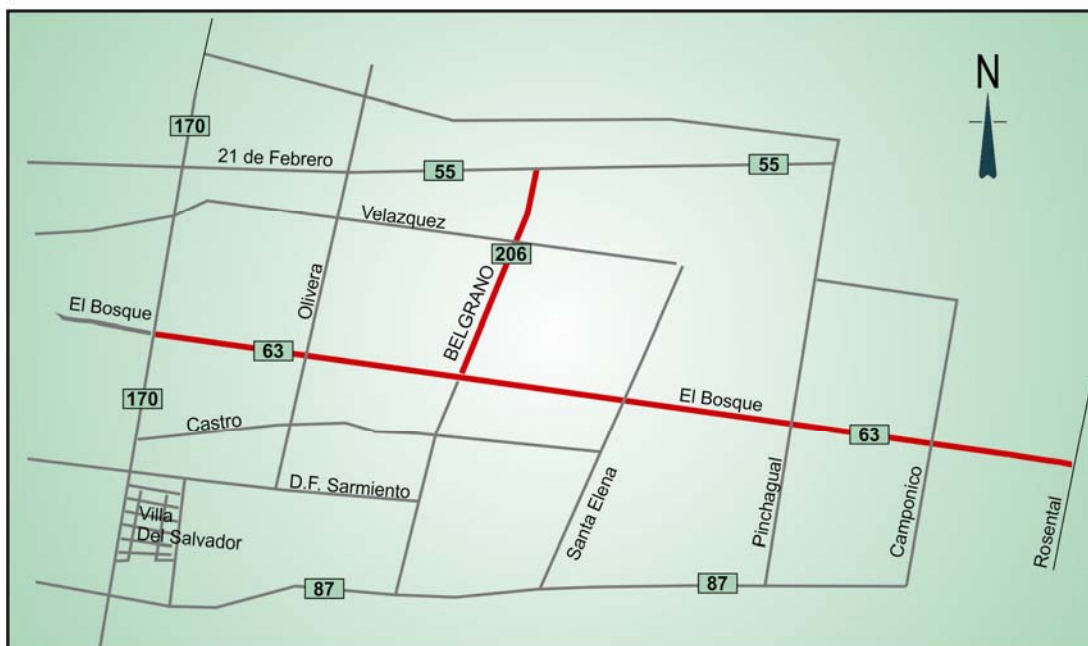 N
170
21 de Febrero
55
55
Velazquez
206
BELGRANO
Olivera
El Bosque
63
El Bosque
63
170
Castro
D.F. Sarmiento
Villa
Del Salvador
Santa Elena
Pinchagual
Camponico
Rosental
87
87